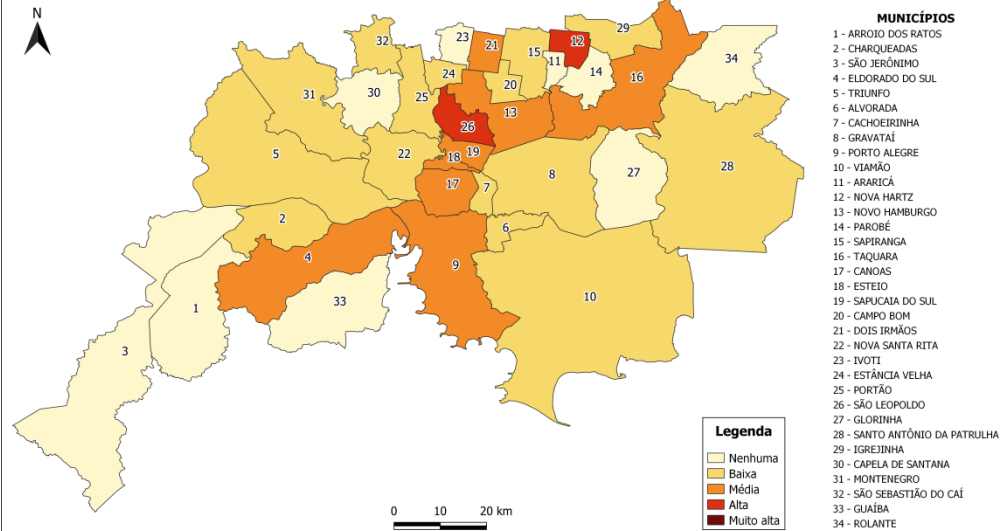 N
MUNICÍPIOS
1 - ARROIO DOS RATOS
2 - CHARQUEADAS
3 - SÃO JERÔNIMO
4 - ELDORADO DO SUL
5 - TRIUNFO
6 - ALVORADA
7 - CACHOEIRINHA
8 - GRAVATAÍ
9 - PORTO ALEGRE
10 - VIAMÃO
11 - ARARICÁ
12 - NOVA HARTZ
13 - NOVO HAMBURGO
14 - PAROBÉ
15 - SAPIRANGA
16 - TAQUARA
17 - CANOAS
18 - ESTEIO
19 - SAPUCAIA DO SUL
20 - CAMPO BOM
21 - DOIS IRMÃOS
22 - NOVA SANTA RITA
23 - IVOTI
24 - ESTÂNCIA VELHA
25 - PORTÃO
26 - SÃO LEOPOLDO
27 - GLORINHA
28 - SANTO ANTÔNIO DA PATRULHA
29 - IGREJINHA
30 - CAPELA DE SANTANA
31 - MONTENEGRO
32 - SÃO SEBASTIÃO DO CAÍ
33 - GUAÍBA
34 - ROLANTE
29
32
23
21
12
15
11
34
14
24
16
20
31
30
25
13
26
5
22
18 19
28
8
27
17
7
2
6
4
9
10
33
1
3
Legenda
Nenhuma
Baixa
Média
Alta
Muito alta
0 10 20 km